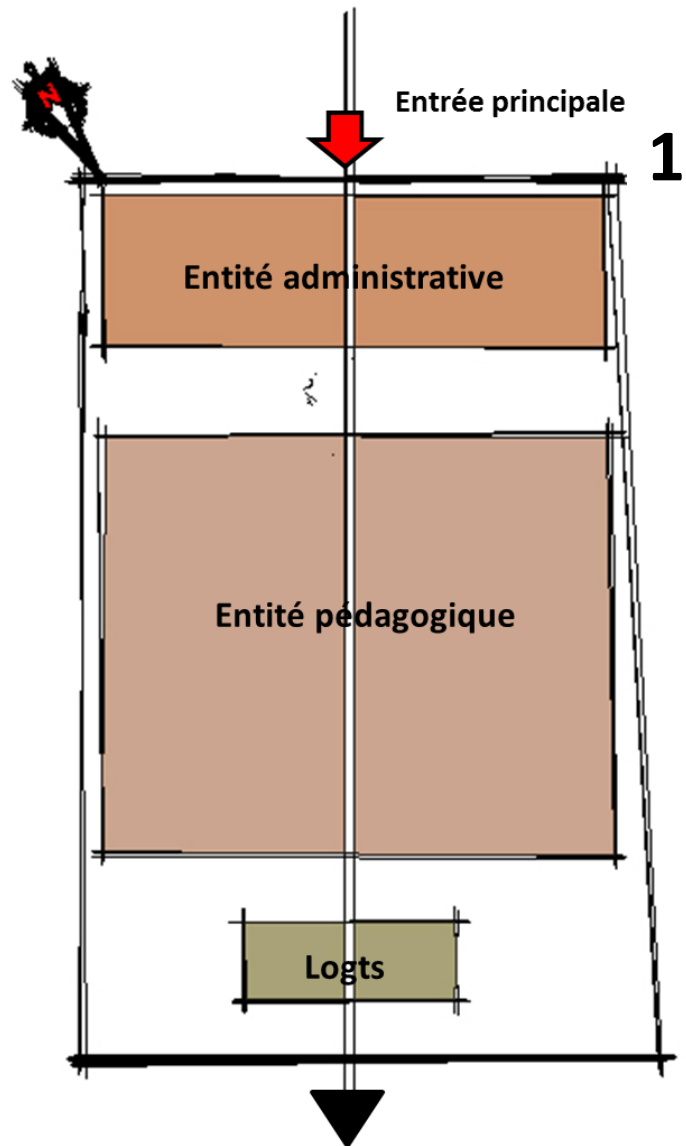 N
Entrée principale
1
Entité administrative
Entité pédagogique
Logts